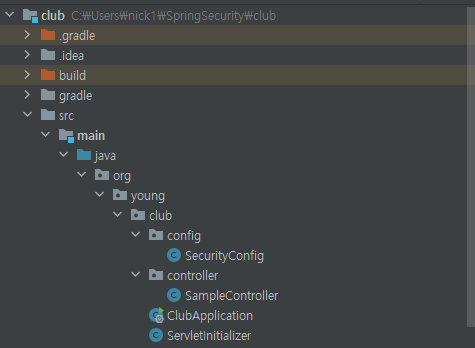 club C:₩Users₩nick1₩SpringSecurity₩club
.gradle
.idea
build
gradle
src
main
java
org
young
club
config
SecurityConfig
controller
SampleController
ClubApplication
ServletInitializer